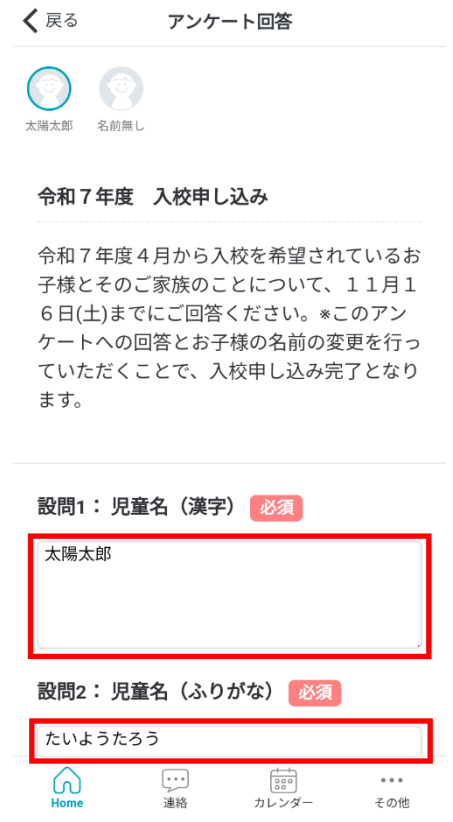 戻る
アンケート回答
太陽太郎 名前無し
令和７年度　入校申し込み
令和７年度４月から入校を希望されているお
子様とそのご家族のことについて、１１月１
６日(土)までにご回答ください。※このアン
ケートへの回答とお子様の名前の変更を行っ
ていただくことで、入校申し込み完了となり
ます。
設問1： 児童名（漢字） 必須
太陽太郎
設問2： 児童名（ふりがな） 必須
たいようたろう
Home 連絡 カレンダー その他